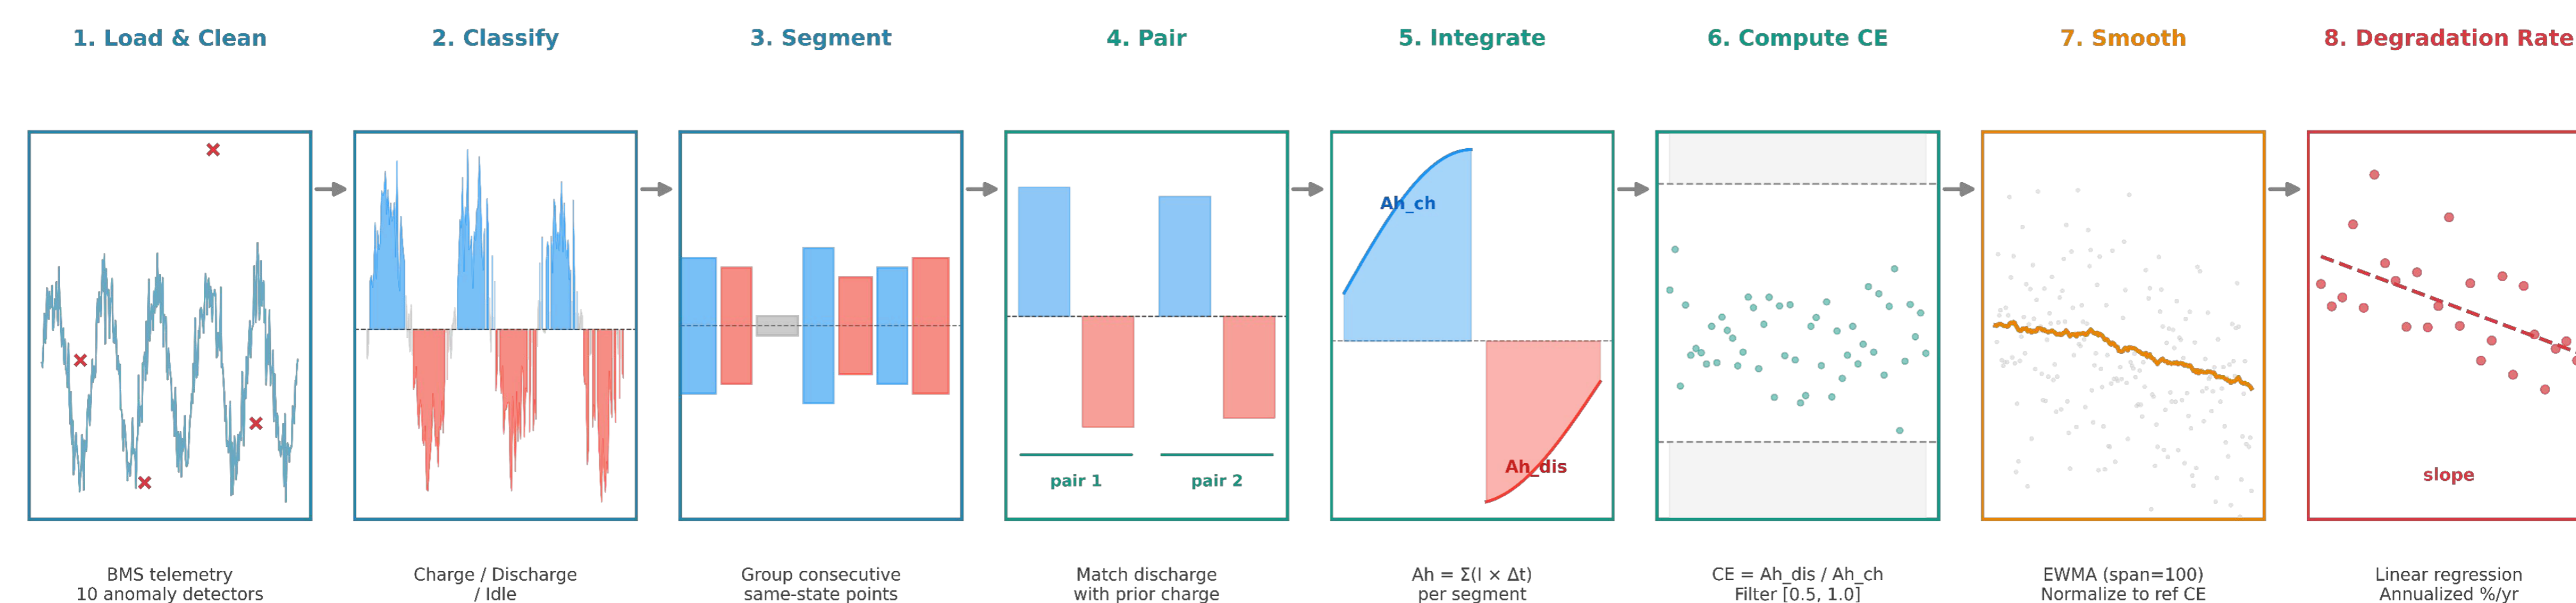 1. Load & Clean
2. Classify
3. Segment
4. Pair
5. Integrate
6. Compute CE
7. Smooth
8. Degradation Rate
pair 1
pair 2
Ah_ch
Ah_dis
slope
BMS telemetry
10 anomaly detectors
Charge / Discharge
/ Idle
Group consecutive
same-state points
Match discharge
with prior charge
Ah = Σ(I × Δt)
per segment
CE = Ah_dis / Ah_ch
Filter [0.5, 1.0]
EWMA (span=100)
Normalize to ref CE
Linear regression
Annualized %/yr